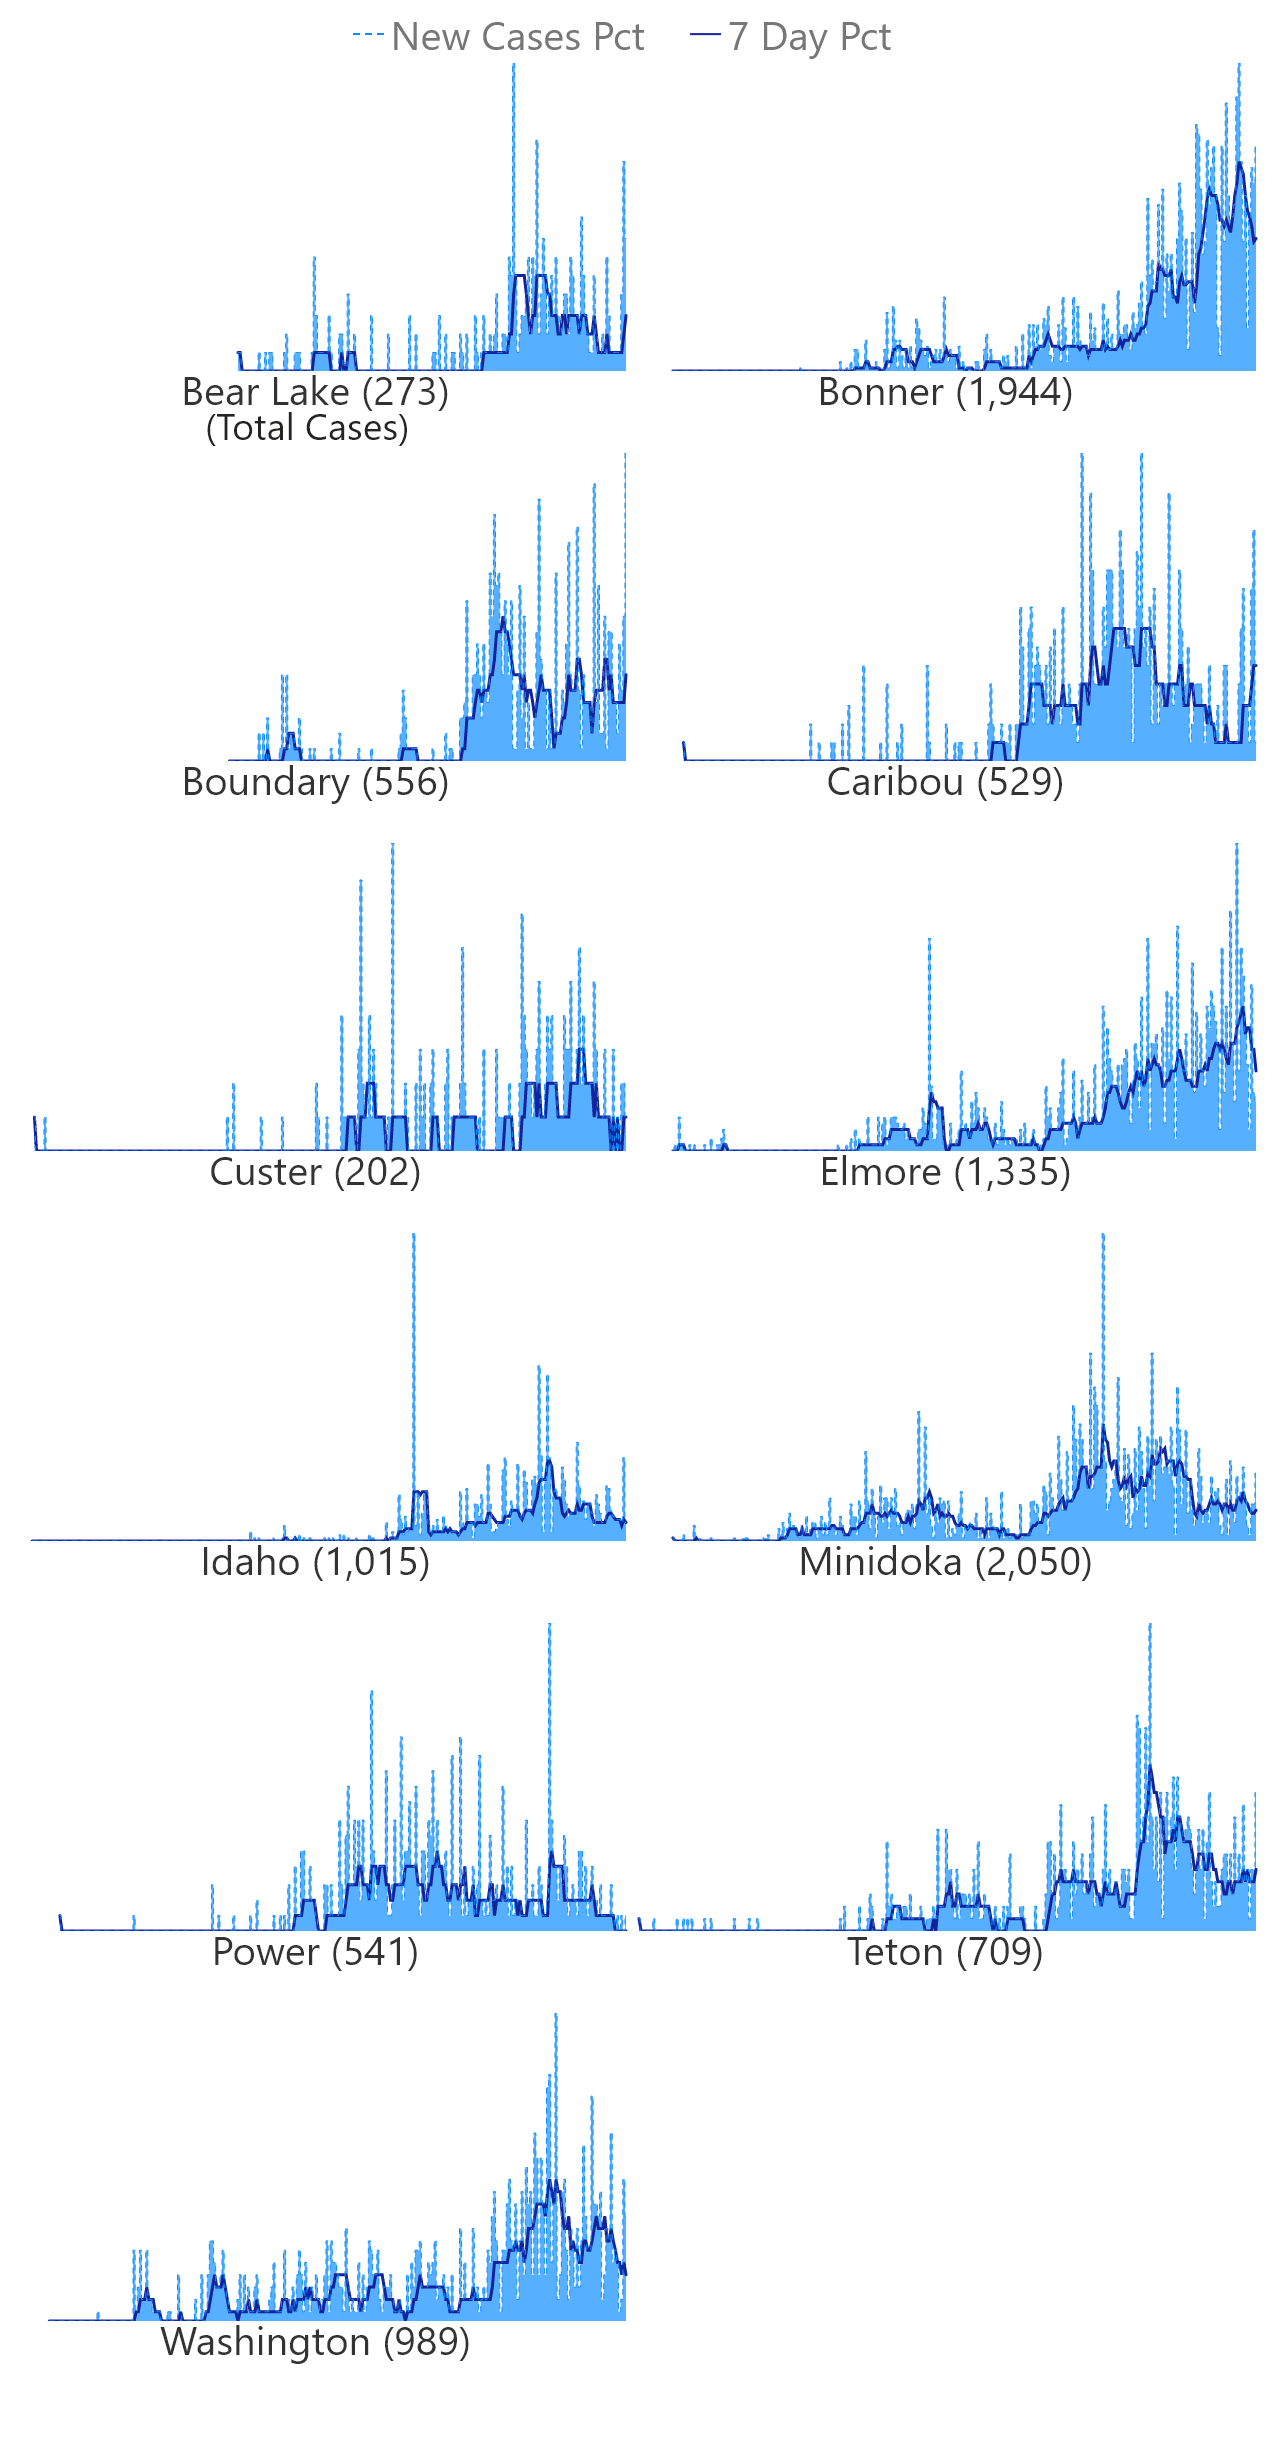 New Cases Pct 7 Day Pct
Bear Lake (273) Bonner (1,944)
(Total Cases)
Boundary (556) Caribou (529)
Custer (202) Elmore (1,335)
Idaho (1,015) Minidoka (2,050)
Power (541) Teton (709)
Washington (989)